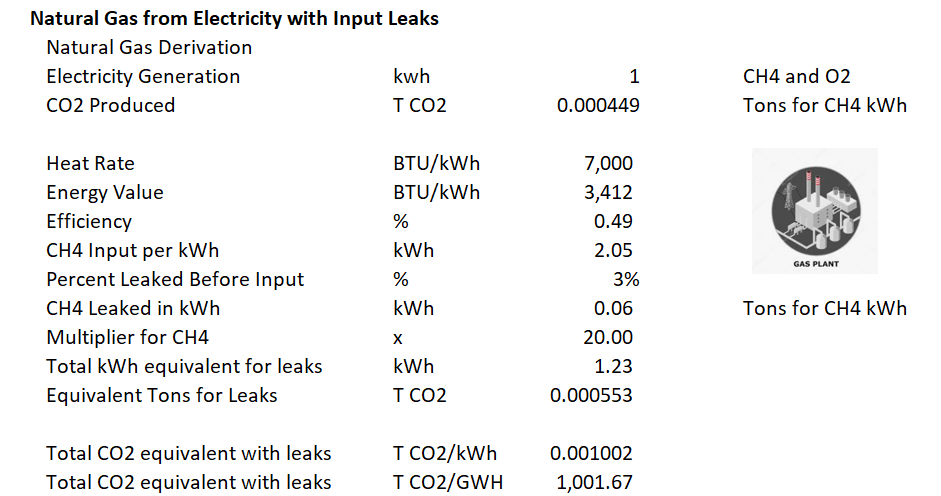 Natural Gas from Electricity with Input Leaks
Natural Gas Derivation
Electricity Generation kwh 1 CH4 and O2
CO2 Produced T CO2 0.000449 Tons for CH4 kWh
Heat Rate BTU/kWh 7,000
Energy Value BTU/kWh 3,412
Efficiency % 0.49
CH4 Input per kWh kWh 2.05
GAS PLANT
Percent Leaked Before Input % 3%
CH4 Leaked in kWh kWh 0.06 Tons for CH4 kWh
Multiplier for CH4 x 20.00
Total kWh equivalent for leaks kWh 1.23
Equivalent Tons for Leaks T CO2 0.000553
Total CO2 equivalent with leaks T CO2/kWh 0.001002
Total CO2 equivalent with leaks T CO2/GWH 1,001.67